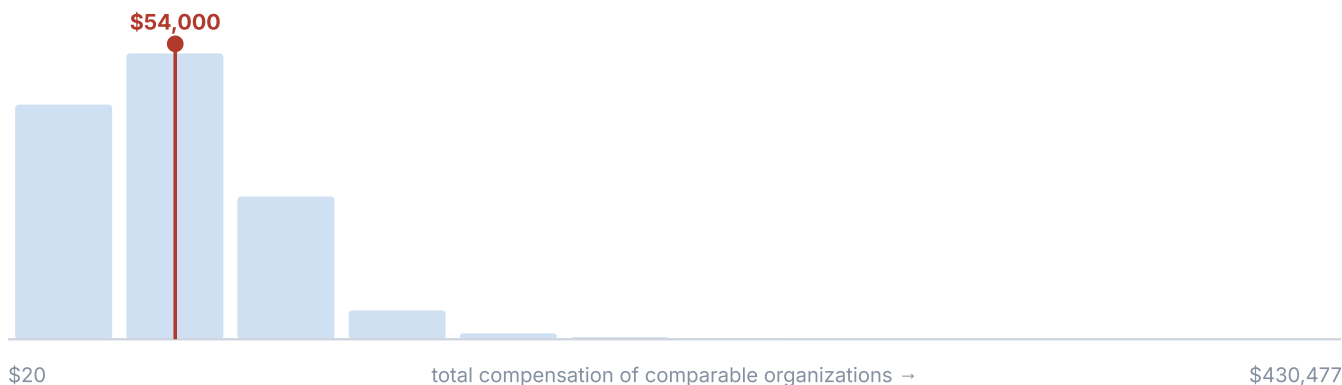 $54,000
$20 total compensation of comparable organizations → $430,477